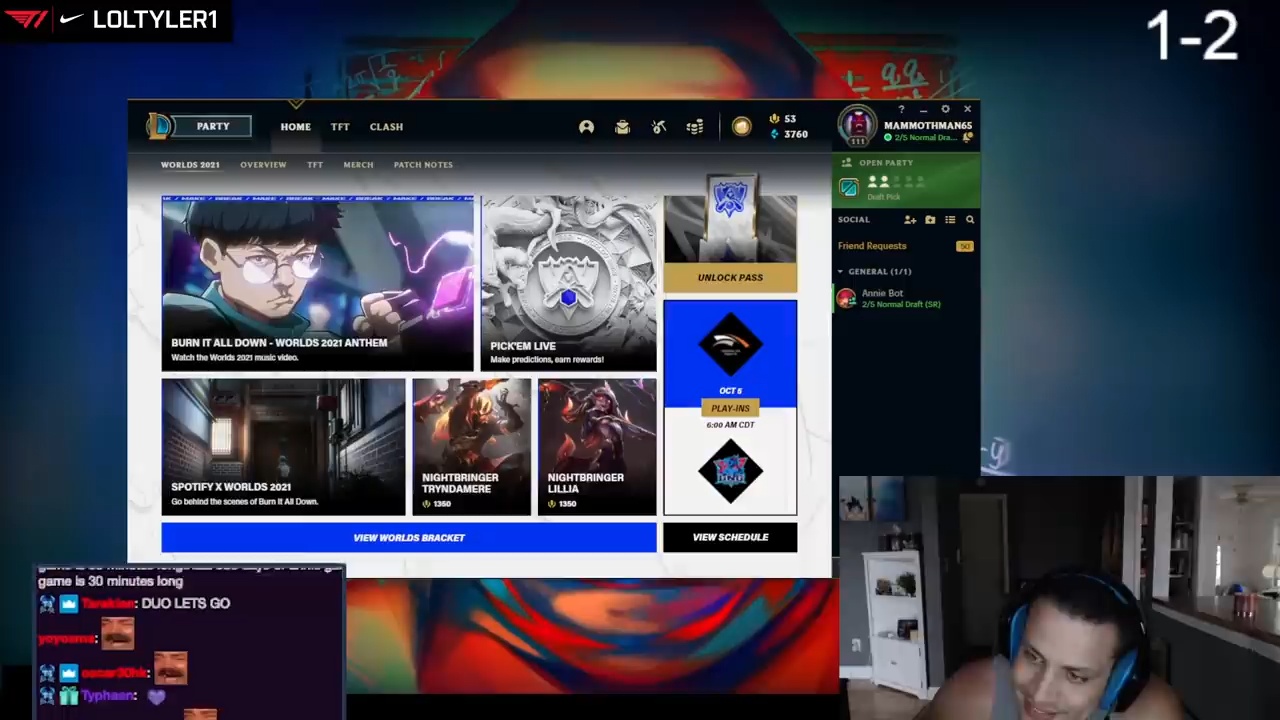 LOLTYLER1
1-2
PARTY
HOME
TFT
CLASH
53
3760
111
MAMMOTHMAN65
2/5 Normal Dra...
WORLDS 2021
OVERVIEW
TFT
MERCH
PATCH NOTES
OPEN PARTY
Draft Pick
SOCIAL
Friend Requests
50
GENERAL (1/1)
Annie Bot
2/5 Normal Draft (SR)
BURN IT ALL DOWN - WORLDS 2021 ANTHEM
Watch the Worlds 2021 music video.
PICK'EM LIVE
Make predictions, earn rewards!
UNLOCK PASS
OCT 5
PLAY-INS
6:00 AM CDT
SPOTIFY X WORLDS 2021
Go behind the scenes of Burn It All Down.
NIGHTBRINGER
TRYNDAMERE
1350
NIGHTBRINGER
LILLIA
1350
VIEW WORLDS BRACKET
VIEW SCHEDULE
game is 30 minutes long
DUO LETS GO
Typhaan: